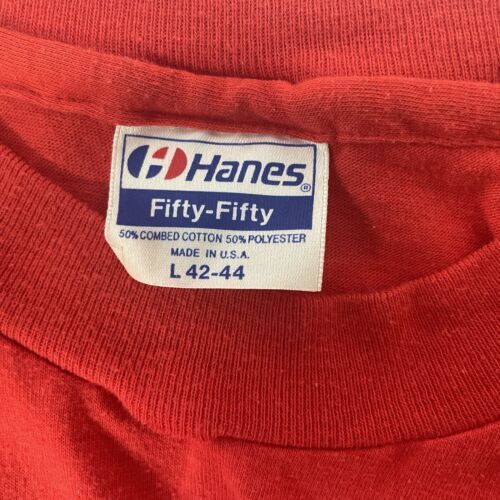 Hanes®
Fifty-Fifty
50% COMBED COTTON 50% POLYESTER
MADE IN U.S.A.
L 42-44